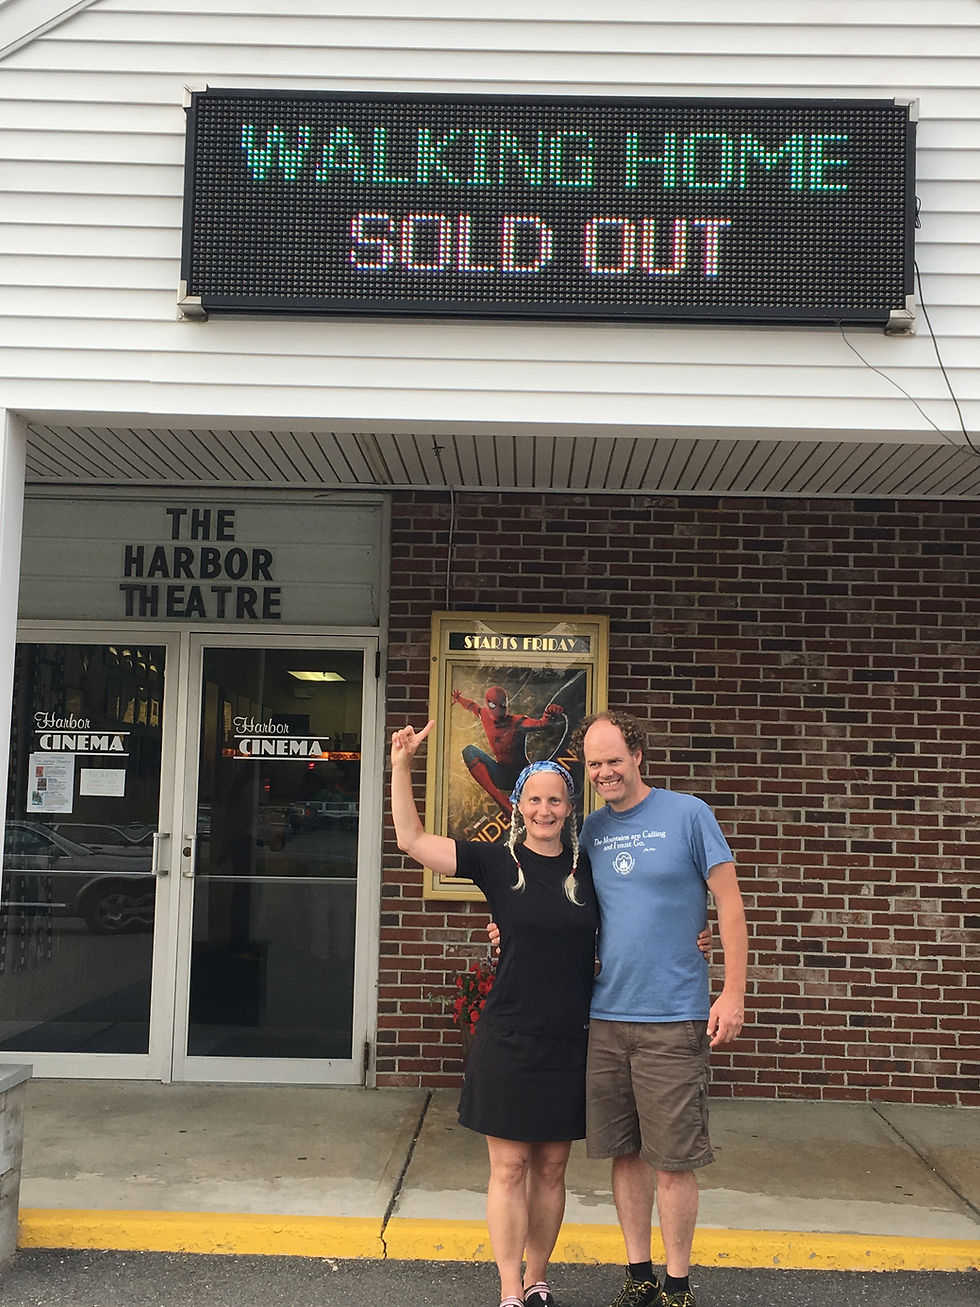 WALKING HOME
SOLD OUT
THE
HARBOR
THEATRE
STARTS FRIDAY
Harbor
CINEMA
Harbor
CINEMA
The Mountains are Calling
and I must Go.